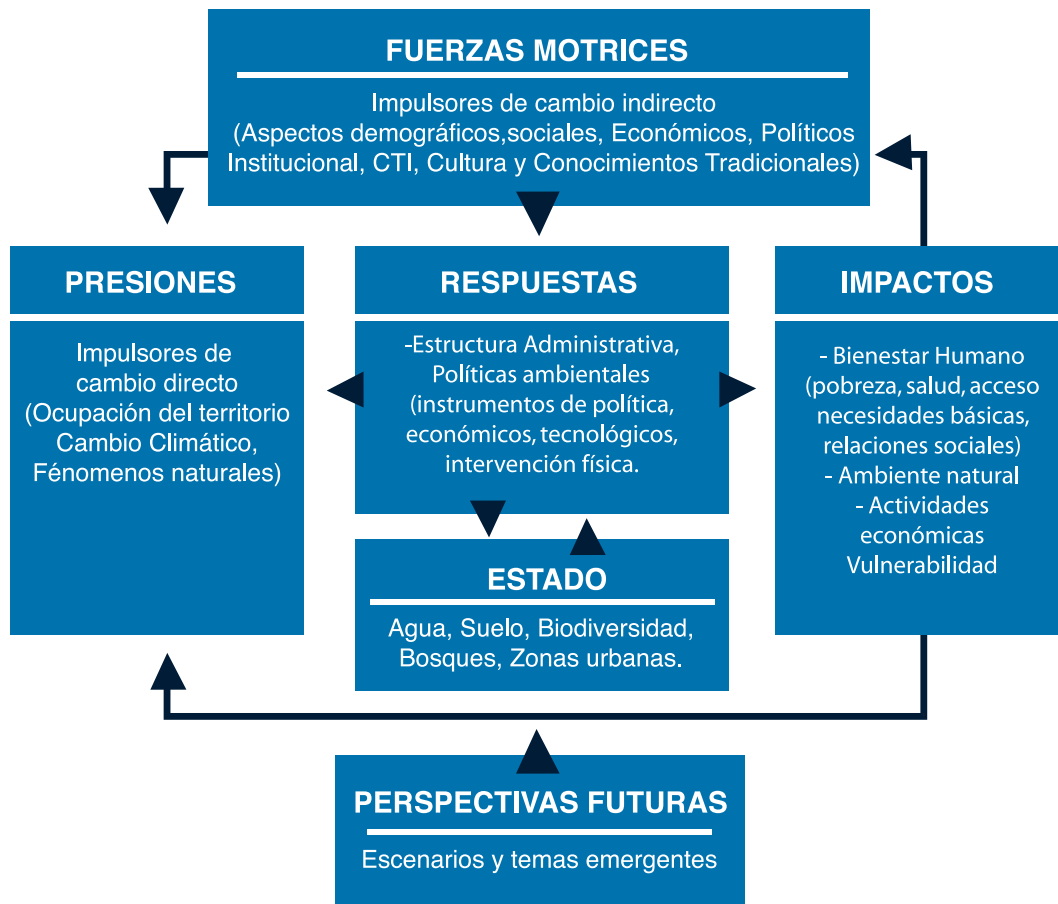 FUERZAS MOTRICES
Impulsores de cambio indirecto
(Aspectos demográficos,sociales, Económicos, Políticos
Institucional, CTI, Cultura y Conocimientos Tradicionales)
PRESIONES
Impulsores de
cambio directo
(Ocupación del territorio
Cambio Climático,
Fénomenos naturales)
RESPUESTAS
-Estructura Administrativa,
Políticas ambientales
(instrumentos de política,
económicos, tecnológicos,
intervención física.
IMPACTOS
- Bienestar Humano
(pobreza, salud, acceso
necesidades básicas,
relaciones sociales)
- Ambiente natural
- Actividades
económicas
Vulnerabilidad
ESTADO
Agua, Suelo, Biodiversidad,
Bosques, Zonas urbanas.
PERSPECTIVAS FUTURAS
Escenarios y temas emergentes